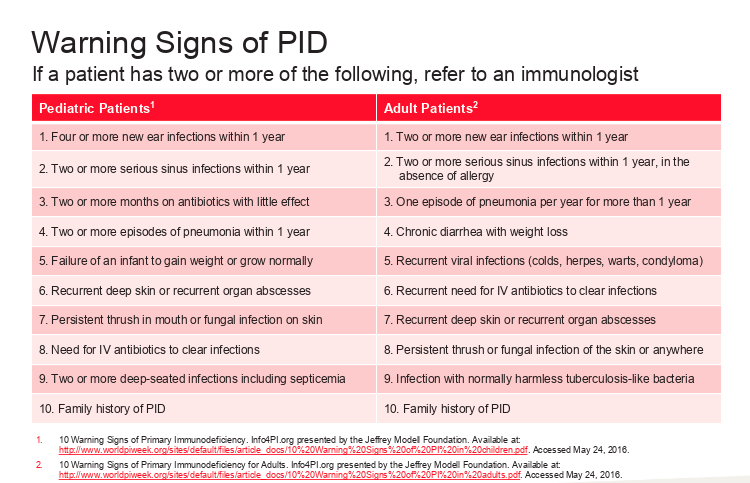 Warning Signs of PID
If a patient has two or more of the following, refer to an immunologist
Pediatric Patients1
Adult Patients2
1. Four or more new ear infections within 1 year
1. Two or more new ear infections within 1 year
2. Two or more serious sinus infections within 1 year
2. Two or more serious sinus infections within 1 year, in the
absence of allergy
3. Two or more months on antibiotics with little effect
3. One episode of pneumonia per year for more than 1 year
4. Two or more episodes of pneumonia within 1 year
4. Chronic diarrhea with weight loss
5. Failure of an infant to gain weight or grow normally
5. Recurrent viral infections (colds, herpes, warts, condyloma)
6. Recurrent deep skin or recurrent organ abscesses
6. Recurrent need for IV antibiotics to clear infections
7. Persistent thrush in mouth or fungal infection on skin
7. Recurrent deep skin or recurrent organ abscesses
8. Need for IV antibiotics to clear infections
8. Persistent thrush or fungal infection of the skin or anywhere
9. Two or more deep-seated infections including septicemia
9. Infection with normally harmless tuberculosis-like bacteria
10. Family history of PID
10. Family history of PID
1. 10 Warning Signs of Primary Immunodeficiency. Info4PI.org presented by the Jeffrey Modell Foundation. Available at:
http://www.worldpiweek.org/sites/default/files/article_docs/10%20Warning%20Signs%20of%20PI%20in%20children.pdf. Accessed May 24, 2016.
2. 10 Warning Signs of Primary Immunodeficiency for Adults. Info4PI.org presented by the Jeffrey Modell Foundation. Available at:
http://www.worldpiweek.org/sites/default/files/article_docs/10%20Warning%20Signs%20of%20PI%20in%20adults.pdf. Accessed May 24, 2016.